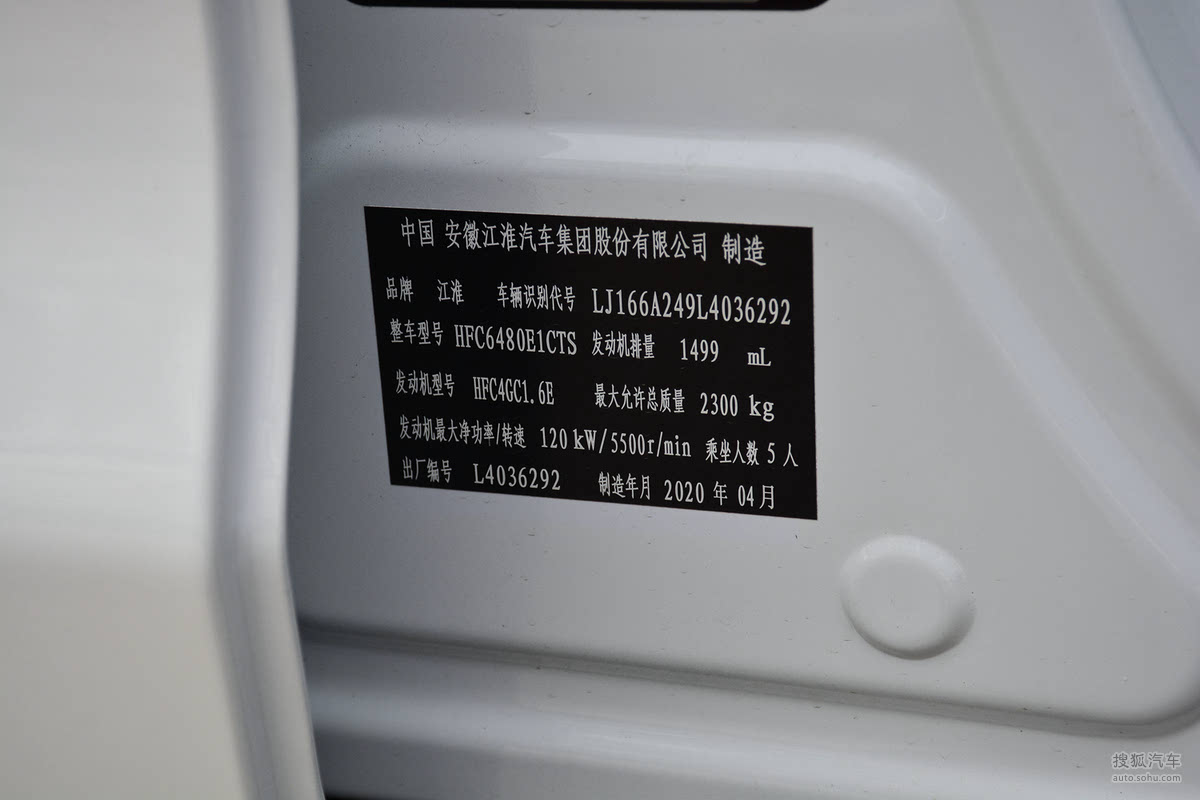 中国 安徽江淮汽车集团股份有限公司 制造
品牌 江淮 车辆识别代号 LJ166A249L4036292
整车型号 HFC6480E1CTS 发动机排量 1499 mL
发动机型号 HFC4GC1.6E 最大允许总质量 2300 kg
发动机最大净功率/转速 120 kW/5500r/min 乘坐人数 5 人
出厂编号 L4036292 制造年月 2020 年 04 月
搜狐汽车
auto.sohu.com